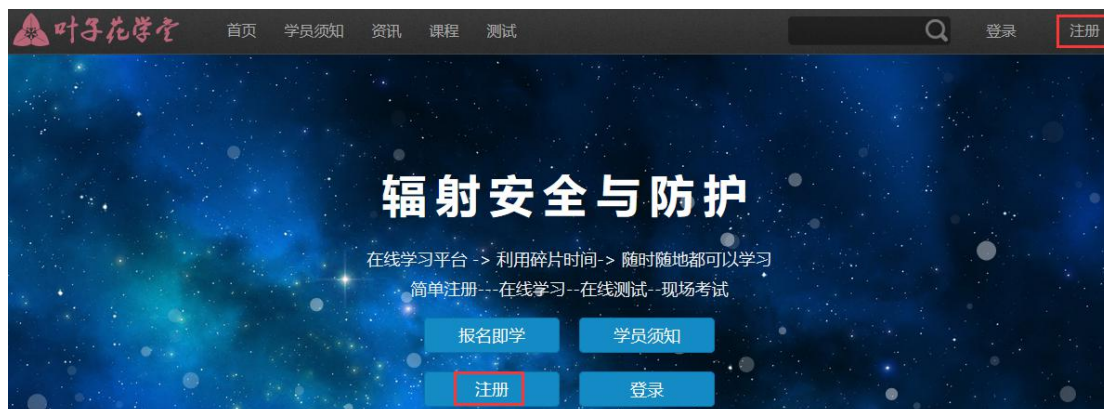 叶子花学堂 首页 学员须知 资讯 课程 测试 登录 注册
辐射安全与防护
在线学习平台 -> 利用碎片时间-> 随时随地都可以学习
简单注册---在线学习--在线测试--现场考试
报名即学 学员须知
注册 登录